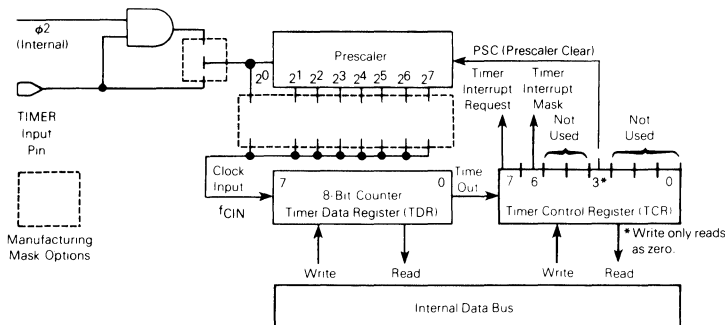 ϕ2
(Internal)
TIMER
Input
Pin
Manufacturing
Mask Options
Prescaler
2⁰ 2¹ 2² 2³ 2⁴ 2⁵ 2⁶ 2⁷
PSC (Prescaler Clear)
Timer
Interrupt
Request
Timer
Interrupt
Mask
Not
Used
Not
Used
Clock
Input
fCIN
7 0
8-Bit Counter
Timer Data Register (TDR)
Time
Out
7 6 3* 0
Timer Control Register (TCR)
* Write only reads
as zero.
Write
Read
Write
Read
Internal Data Bus